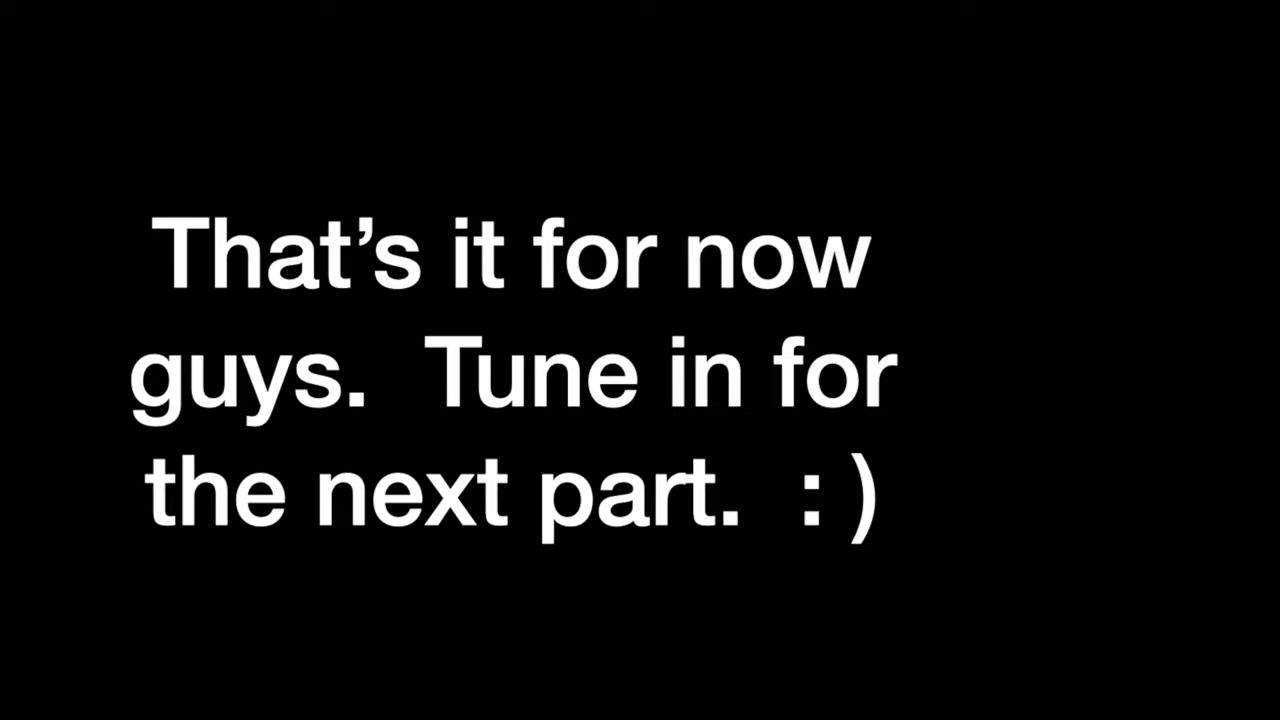 That’s it for now
guys.  Tune in for
the next part.  : )